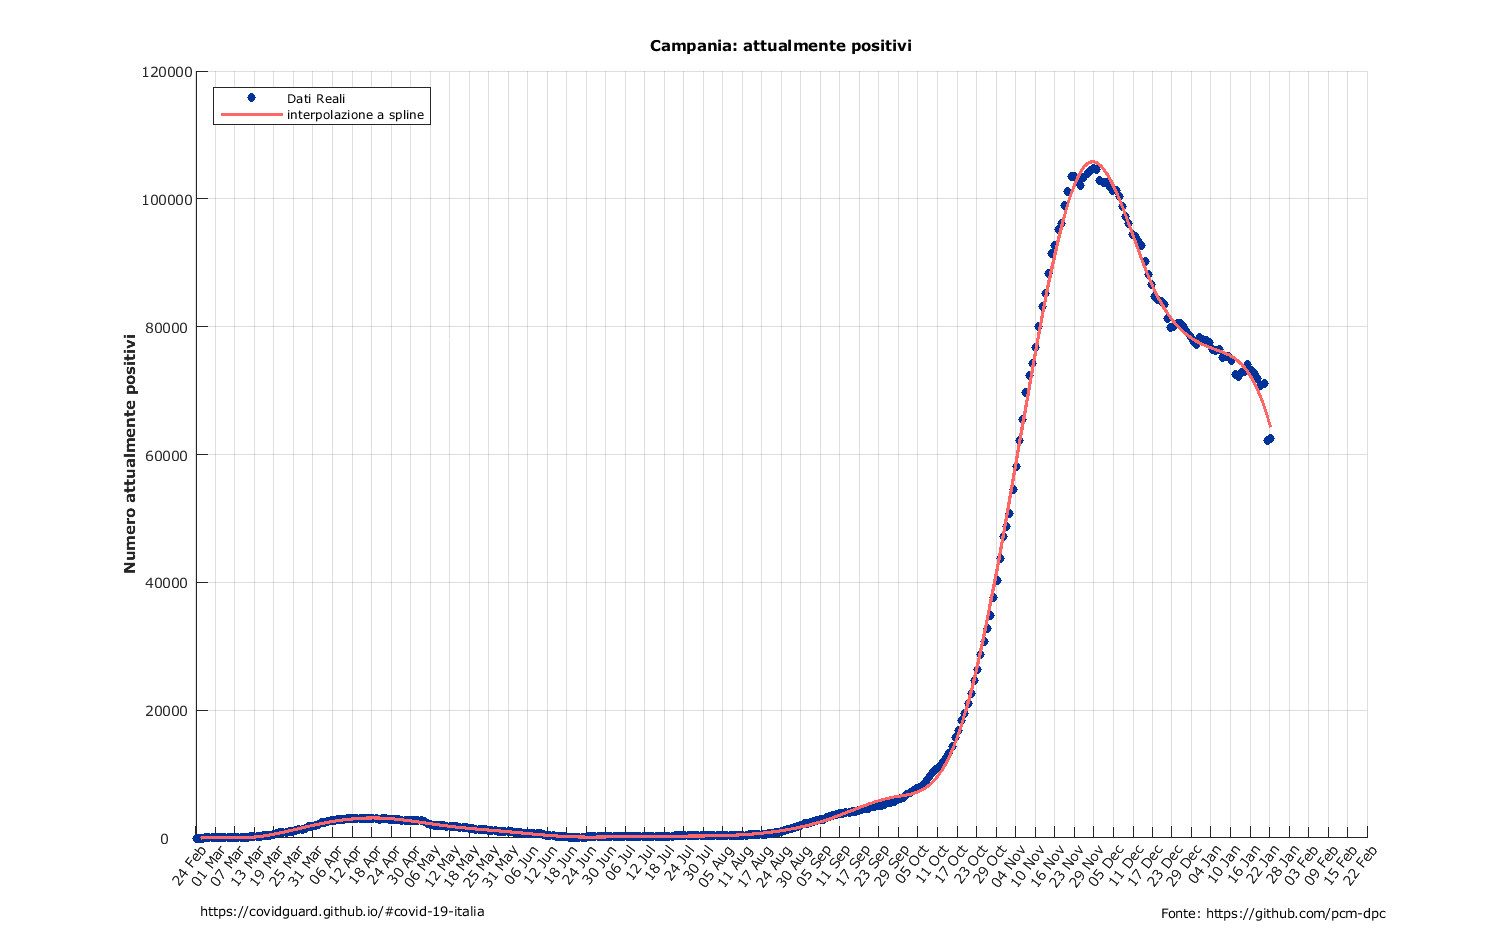 Campania: attualmente positivi
Dati Reali
interpolazione a spline
Numero attualmente positivi
120000
100000
80000
60000
40000
20000
0
24 Feb
01 Mar
07 Mar
13 Mar
19 Mar
25 Mar
31 Mar
06 Apr
12 Apr
18 Apr
24 Apr
30 Apr
06 May
12 May
18 May
25 May
31 May
06 Jun
12 Jun
18 Jun
24 Jun
30 Jun
06 Jul
12 Jul
18 Jul
24 Jul
30 Jul
05 Aug
11 Aug
17 Aug
24 Aug
30 Aug
05 Sep
11 Sep
17 Sep
23 Sep
29 Sep
05 Oct
11 Oct
17 Oct
23 Oct
29 Oct
04 Nov
10 Nov
16 Nov
23 Nov
29 Nov
05 Dec
11 Dec
17 Dec
23 Dec
29 Dec
04 Jan
10 Jan
16 Jan
22 Jan
28 Jan
03 Feb
09 Feb
15 Feb
22 Feb
https://covidguard.github.io/#covid-19-italia
Fonte: https://github.com/pcm-dpc